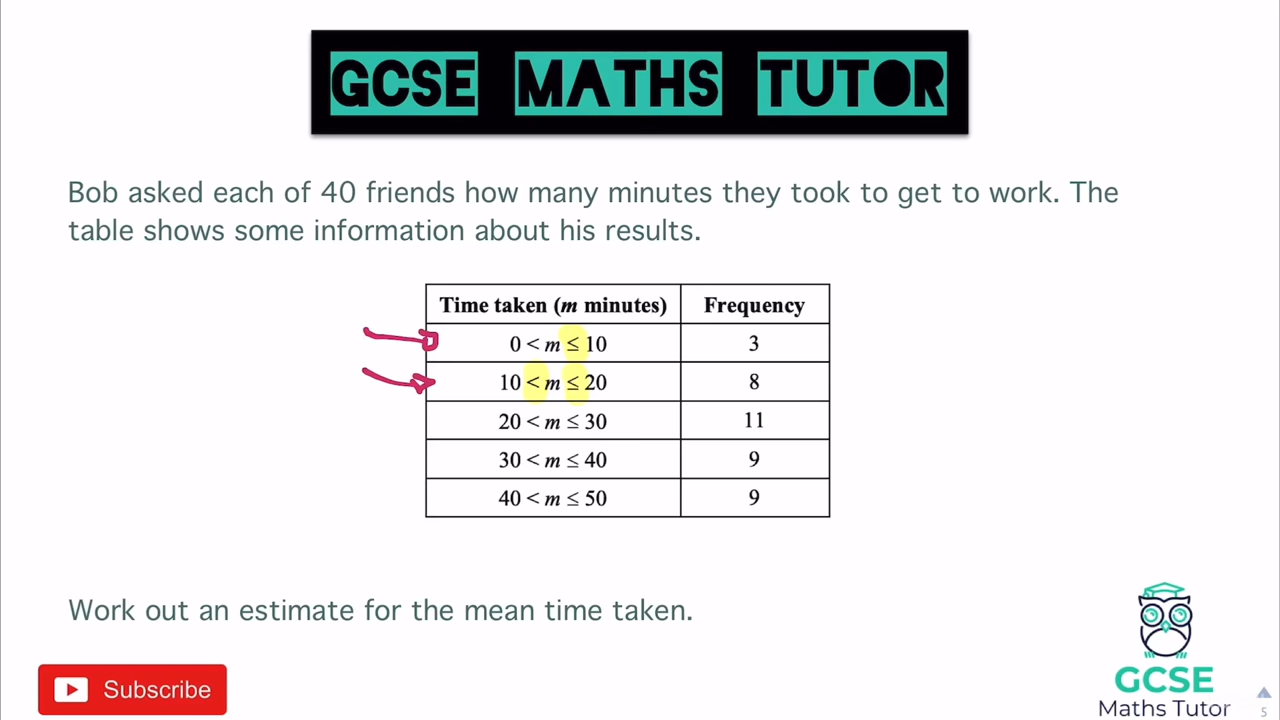 GCSE MATHS TUTOR
Bob asked each of 40 friends how many minutes they took to get to work. The
table shows some information about his results.
Time taken (m minutes) Frequency
0 < m ≤ 10 3
10 < m ≤ 20 8
20 < m ≤ 30 11
30 < m ≤ 40 9
40 < m ≤ 50 9
Work out an estimate for the mean time taken.
Subscribe
GCSE
Maths Tutor
5